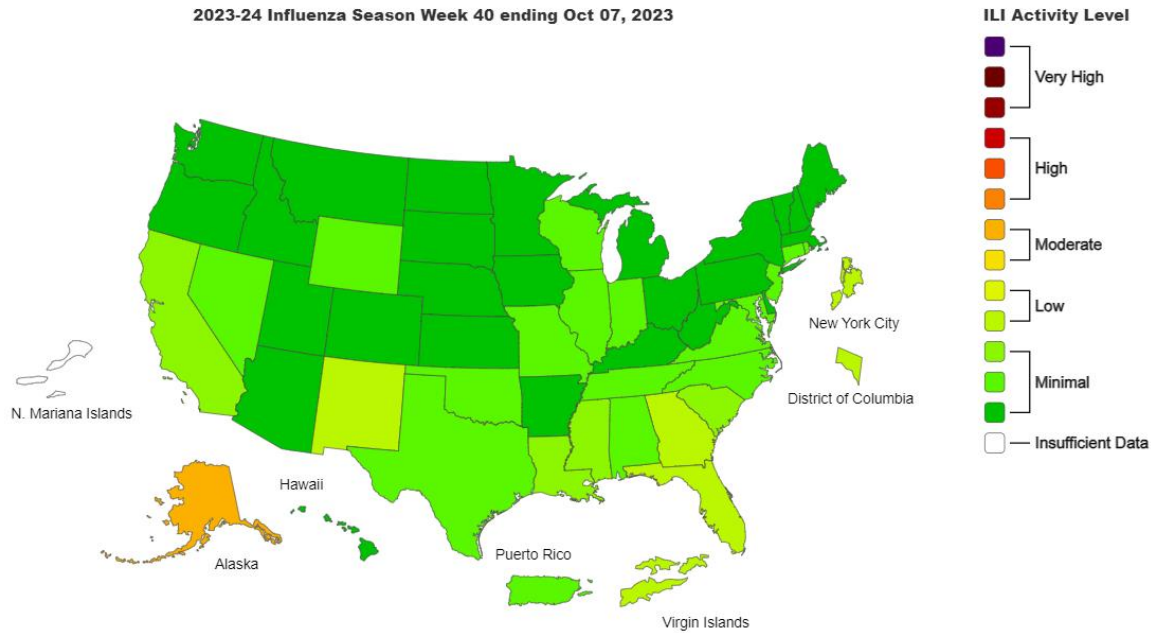 2023-24 Influenza Season Week 40 ending Oct 07, 2023
ILI Activity Level
Very High
High
Moderate
Low
Minimal
Insufficient Data
New York City
District of Columbia
N. Mariana Islands
Hawaii
Alaska
Puerto Rico
Virgin Islands